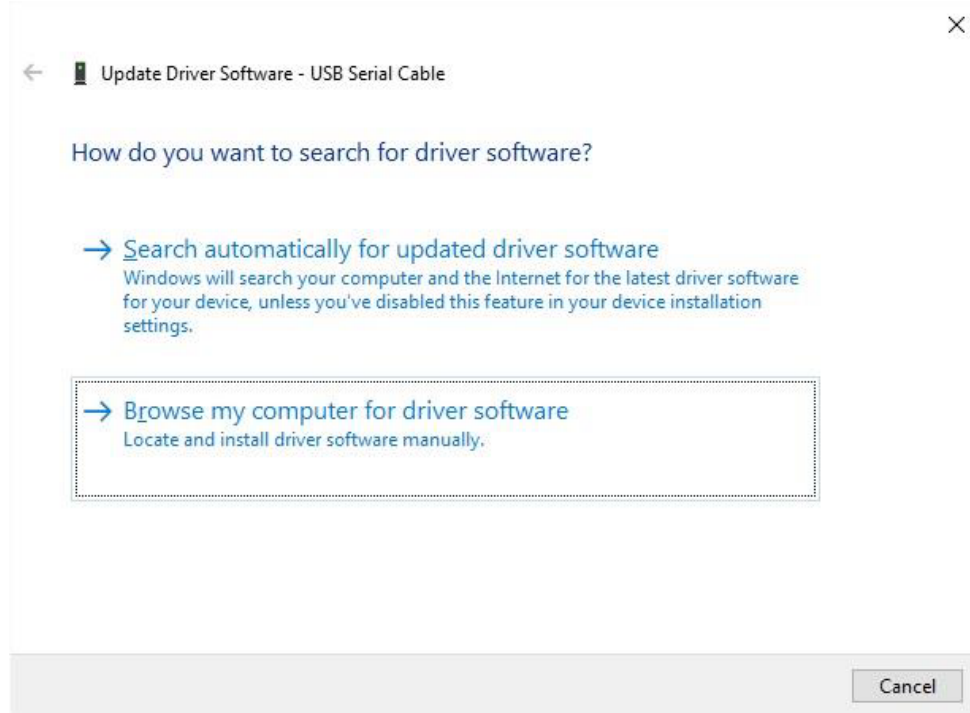 Update Driver Software - USB Serial Cable
How do you want to search for driver software?
Search automatically for updated driver software
Windows will search your computer and the Internet for the latest driver software
for your device, unless you've disabled this feature in your device installation
settings.
Browse my computer for driver software
Locate and install driver software manually.
Cancel